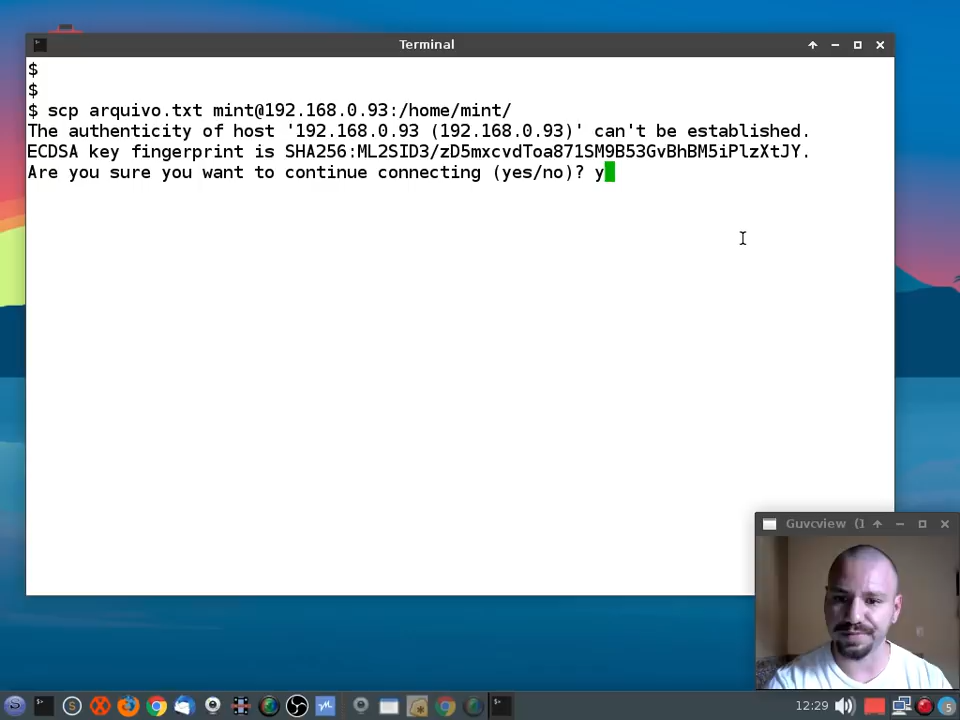 Terminal
$
$
$ scp arquivo.txt mint@192.168.0.93:/home/mint/
The authenticity of host '192.168.0.93 (192.168.0.93)' can't be established.
ECDSA key fingerprint is SHA256:ML2SID3/zD5mxcvdToa871SM9B53GvBhBM5iPlzXtJY.
Are you sure you want to continue connecting (yes/no)? y
Guvcview (1
12:29
5